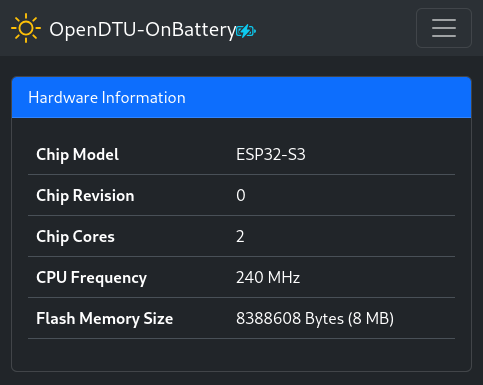 OpenDTU-OnBattery
Hardware Information
Chip Model ESP32-S3
Chip Revision 0
Chip Cores 2
CPU Frequency 240 MHz
Flash Memory Size 8388608 Bytes (8 MB)